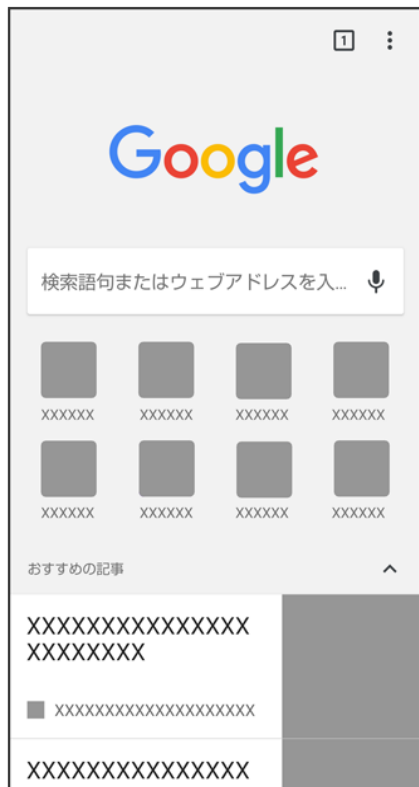 1
Google
検索語句またはウェブアドレスを入...
XXXXXX XXXXXX XXXXXX XXXXXX
XXXXXX XXXXXX XXXXXX XXXXXX
おすすめの記事
XXXXXXXXXXXXXXX
XXXXXXXX
XXXXXXXXXXXXXXXXXXXX
XXXXXXXXXXXXXXX